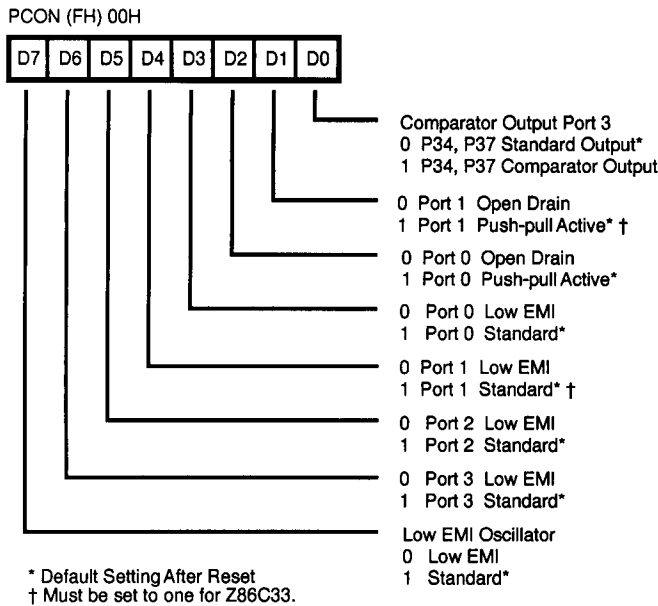 PCON (FH) 00H
D7 D6 D5 D4 D3 D2 D1 D0
Comparator Output Port 3
0 P34, P37 Standard Output*
1 P34, P37 Comparator Output
0 Port 1 Open Drain
1 Port 1 Push-pull Active* †
0 Port 0 Open Drain
1 Port 0 Push-pull Active*
0 Port 0 Low EMI
1 Port 0 Standard*
0 Port 1 Low EMI
1 Port 1 Standard* †
0 Port 2 Low EMI
1 Port 2 Standard*
0 Port 3 Low EMI
1 Port 3 Standard*
Low EMI Oscillator
0 Low EMI
1 Standard*
* Default Setting After Reset
† Must be set to one for Z86C33.